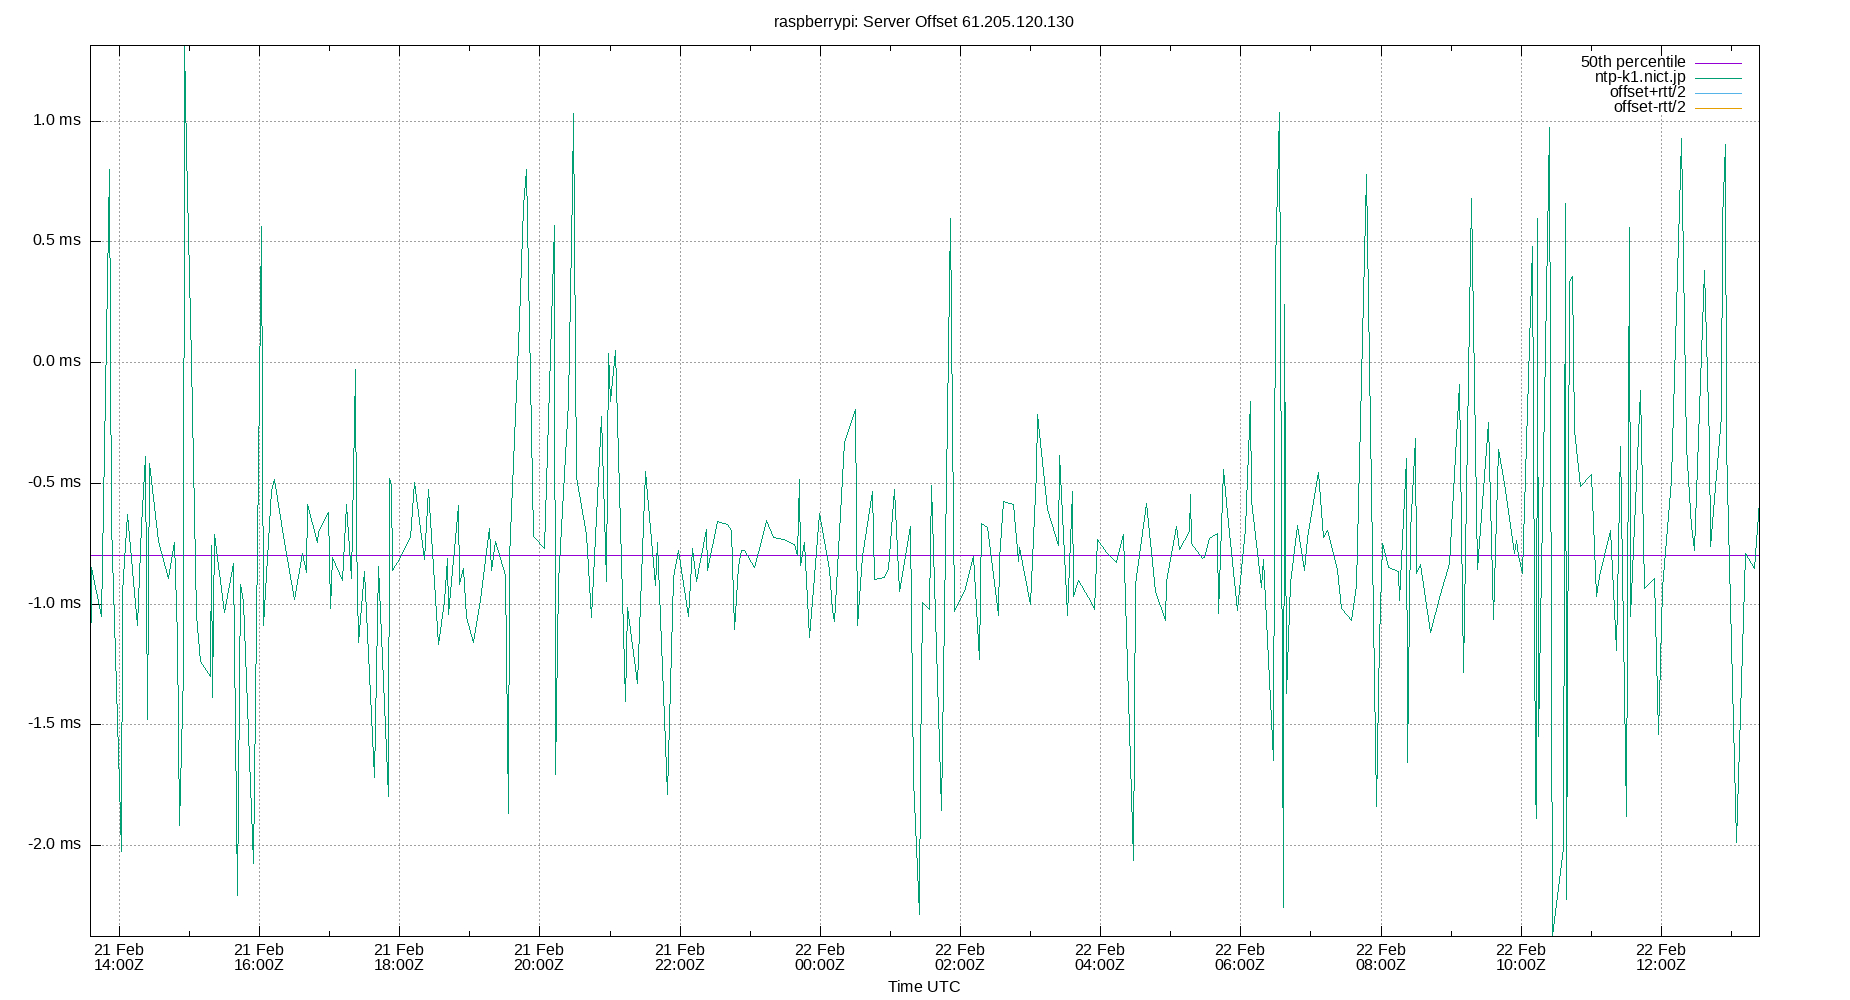 raspberrypi: Server Offset 61.205.120.130
50th percentile
ntp-k1.nict.jp
offset+rtt/2
offset-rtt/2
1.0 ms
0.5 ms
0.0 ms
-0.5 ms
-1.0 ms
-1.5 ms
-2.0 ms
21 Feb 21 Feb 21 Feb 21 Feb 21 Feb 22 Feb 22 Feb 22 Feb 22 Feb 22 Feb 22 Feb 22 Feb
14:00Z 16:00Z 18:00Z 20:00Z 22:00Z 00:00Z 02:00Z 04:00Z 06:00Z 08:00Z 10:00Z 12:00Z
Time UTC